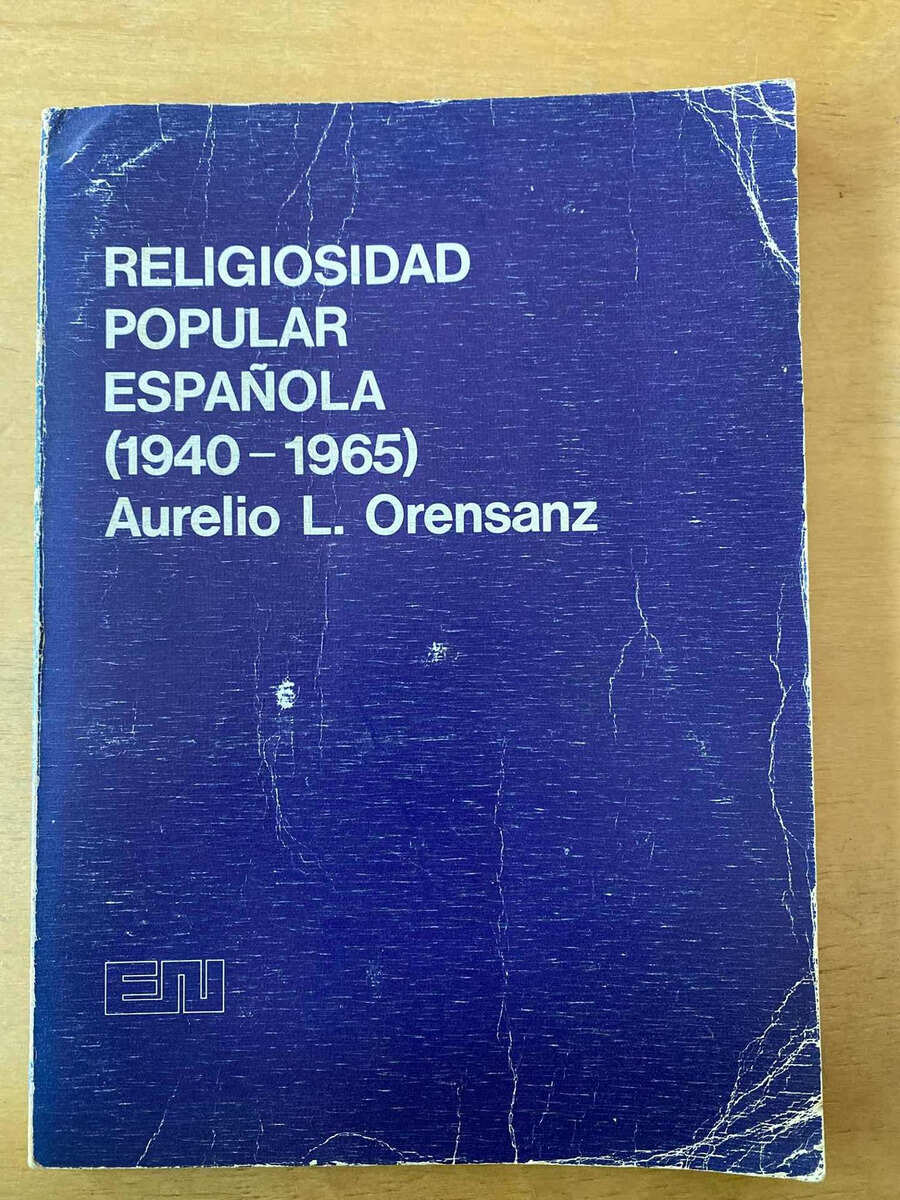 RELIGIOSIDAD
POPULAR
ESPAÑOLA
(1940–1965)
Aurelio L. Orensanz
EN